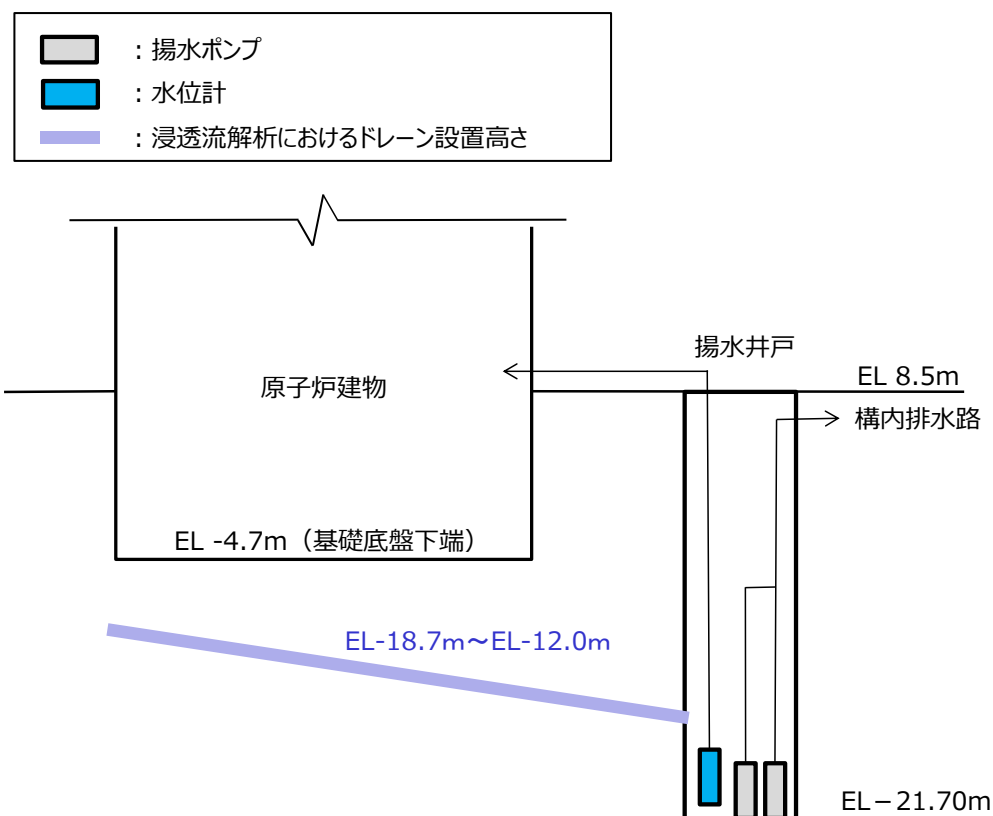 ：揚水ポンプ
：水位計
：浸透流解析におけるドレーン設置高さ
揚水井戸
原子炉建物
EL 8.5m
構内排水路
EL -4.7m（基礎底盤下端）
EL-18.7m～EL-12.0m
EL－21.70m